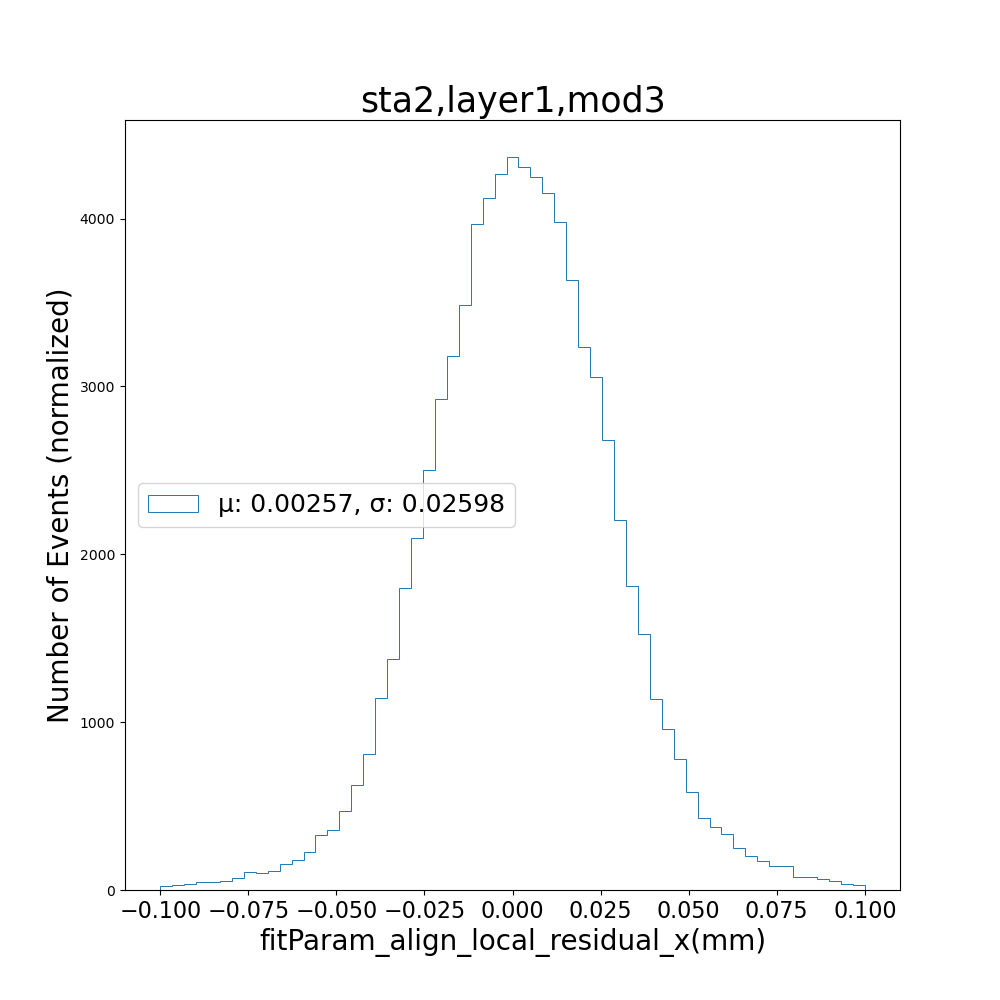 sta2,layer1,mod3
Number of Events (normalized)
4000
3000
2000
1000
0
μ: 0.00257, σ: 0.02598
−0.100 −0.075 −0.050 −0.025 0.000 0.025 0.050 0.075 0.100
fitParam_align_local_residual_x(mm)